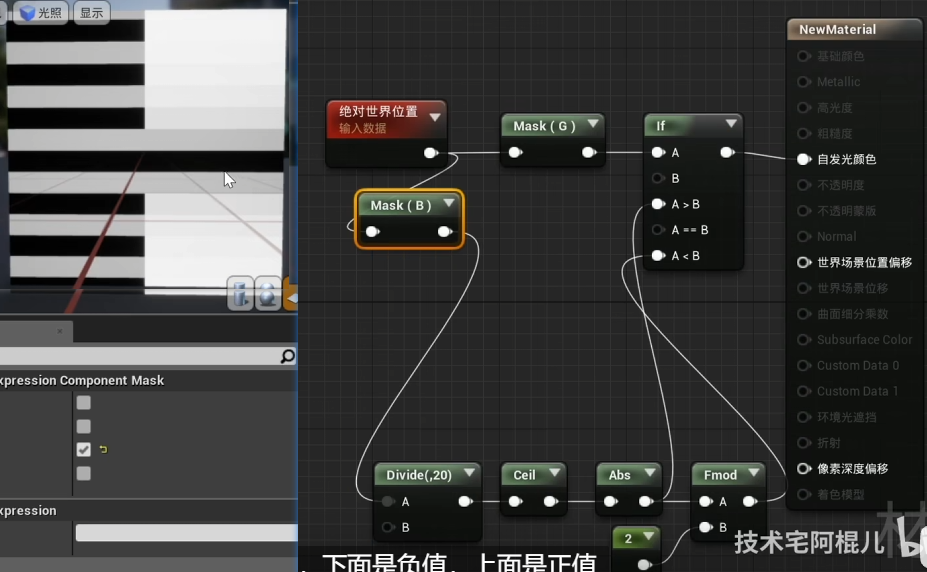 光照
显示
xpression Component Mask
xpression
绝对世界位置
输入数据
Mask ( G )
Mask ( B )
If
A
B
A > B
A == B
A < B
Divide(,20)
A
B
Ceil
Abs
Fmod
A
B
2
NewMaterial
基础颜色
Metallic
高光度
粗糙度
自发光颜色
不透明度
不透明蒙版
Normal
世界场景位置偏移
世界场景位移
曲面细分乘数
Subsurface Color
Custom Data 0
Custom Data 1
环境光遮挡
折射
像素深度偏移
着色模型
技术宅阿棍儿
下面是负值，上面是正值